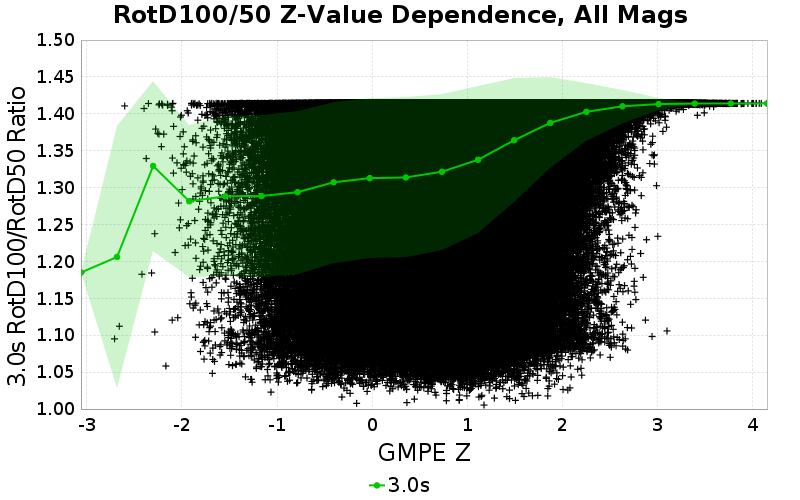 RotD100/50 Z-Value Dependence, All Mags
3.0s RotD100/RotD50 Ratio
1.50
1.45
1.40
1.35
1.30
1.25
1.20
1.15
1.10
1.05
1.00
-3 -2 -1 0 1 2 3 4
GMPE Z
3.0s